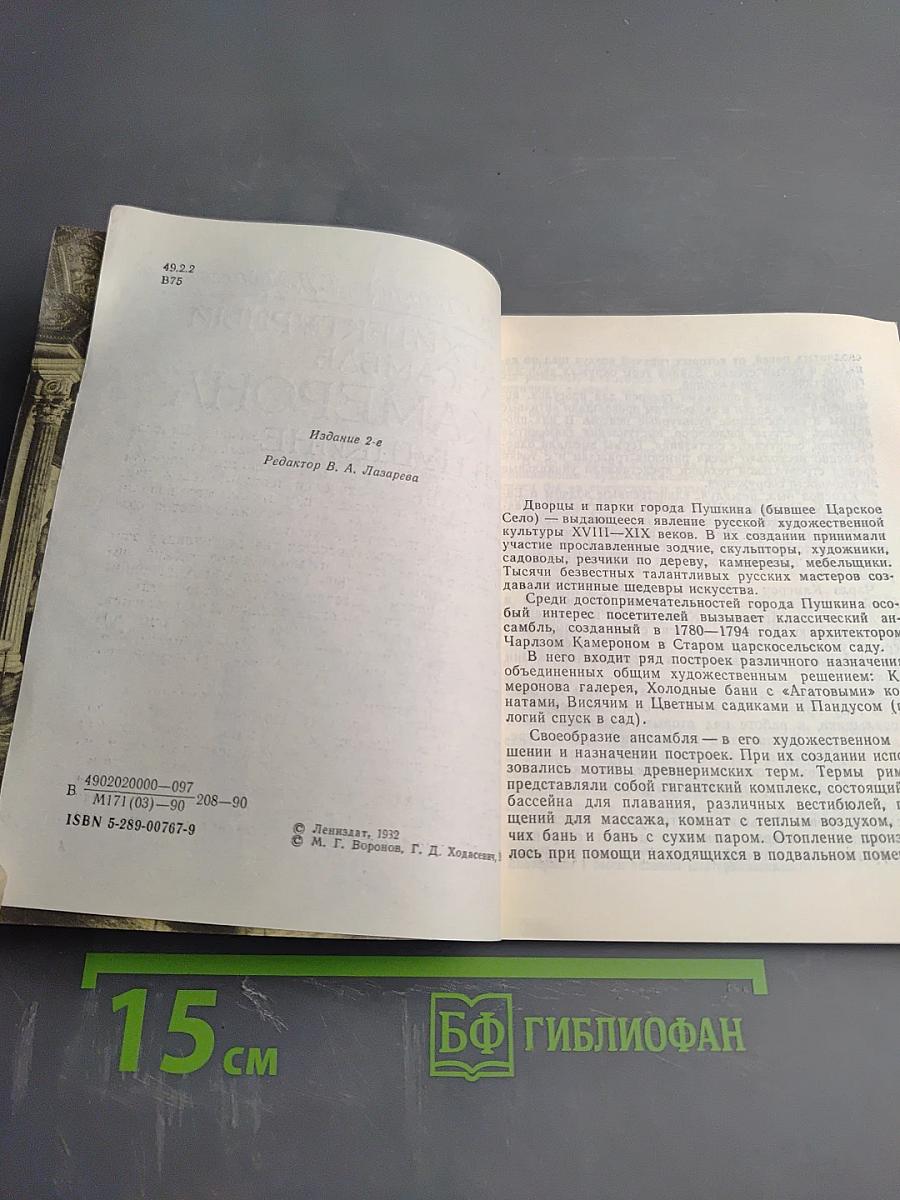 49.2.2
В75
Издание 2-е
Редактор В. А. Лазарева
В 4902020000—097
М171(03)—90 208—90
ISBN 5-289-00767-9
© Лениздат, 1932
© М. Г. Воронов, Г. Д. Ходасевич,
Дворцы и парки города Пушкина (бывшее Царское
Село) — выдающееся явление русской художественной
культуры XVIII—XIX веков. В их создании принимали
участие прославленные зодчие, скульпторы, художники,
садоводы, резчики по дереву, камнерезы, мебельщики.
Тысячи безвестных талантливых русских мастеров соз-
давали истинные шедевры искусства.
Среди достопримечательностей города Пушкина осо-
бый интерес посетителей вызывает классический ан-
самбль, созданный в 1780—1794 годах архитектором
Чарлзом Камероном в Старом царскосельском саду.
В него входит ряд построек различного назначения
объединенных общим художественным решением: К
меронова галерея, Холодные бани с «Агатовыми» ко
натами, Висячим и Цветным садиками и Пандусом (п
логий спуск в сад).
Своеобразие ансамбля — в его художественном
шении и назначении построек. При их создании испо
зовались мотивы древнеримских терм. Термы рим
представляли собой гигантский комплекс, состоящий
бассейна для плавания, различных вестибюлей, п
щений для массажа, комнат с теплым воздухом,
чих бань и бань с сухим паром. Отопление произ
лось при помощи находящихся в подвальном поме
15 см
БФ ГИБЛИОФАН